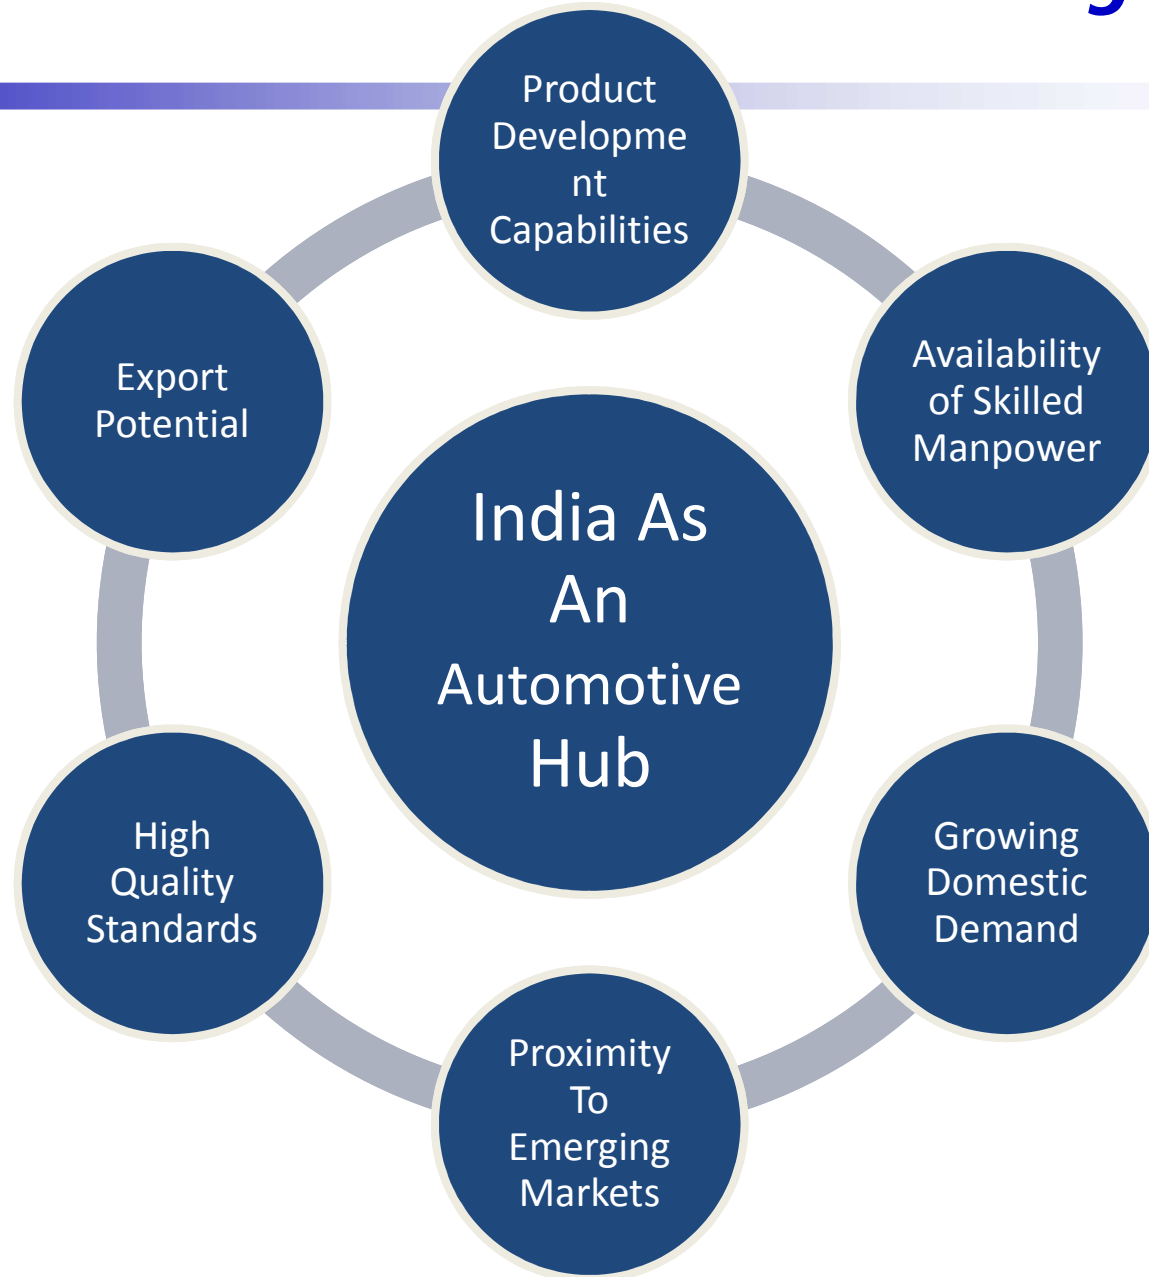 Product
Developme
nt
Capabilities
Availability
of Skilled
Manpower
Growing
Domestic
Demand
Proximity
To
Emerging
Markets
High
Quality
Standards
Export
Potential
India As
An
Automotive
Hub